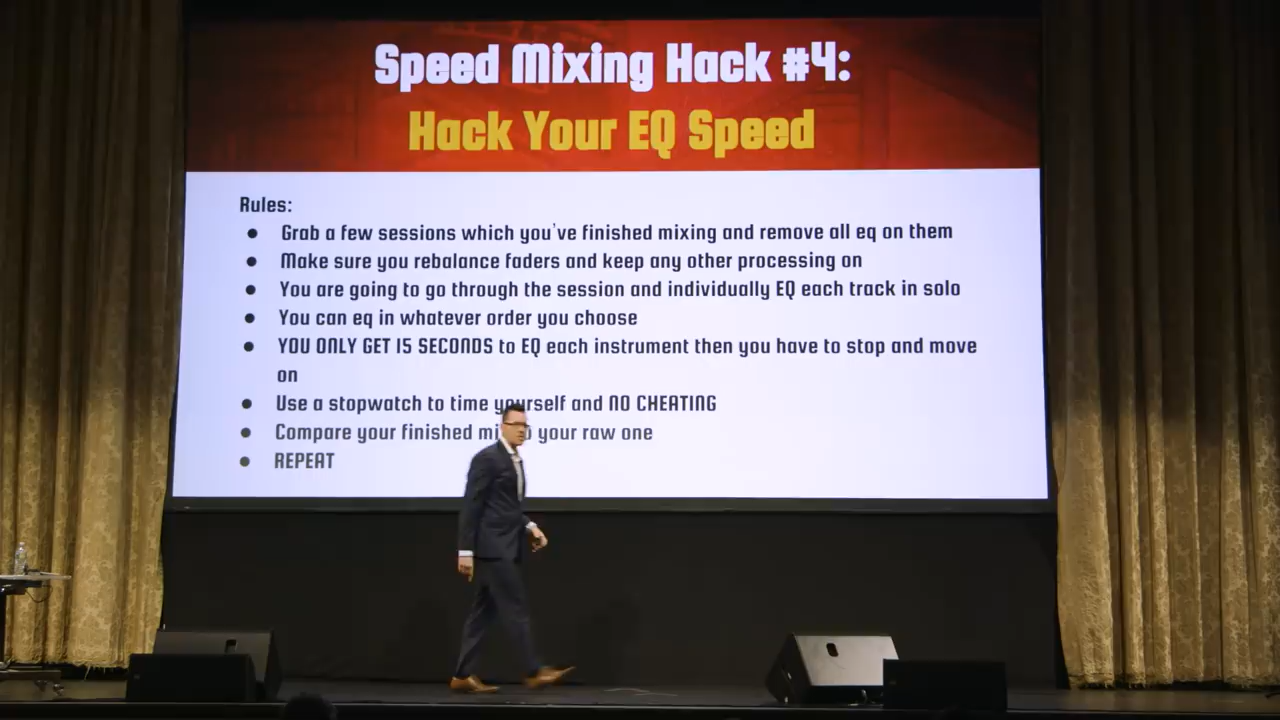 Speed Mixing Hack #4:
Hack Your EQ Speed
Rules:
● Grab a few sessions which you've finished mixing and remove all eq on them
● Make sure you rebalance faders and keep any other processing on
● You are going to go through the session and individually EQ each track in solo
● You can eq in whatever order you choose
● YOU ONLY GET 15 SECONDS to EQ each instrument then you have to stop and move
on
● Use a stopwatch to time yourself and NO CHEATING
● Compare your finished your raw one
● REPEAT